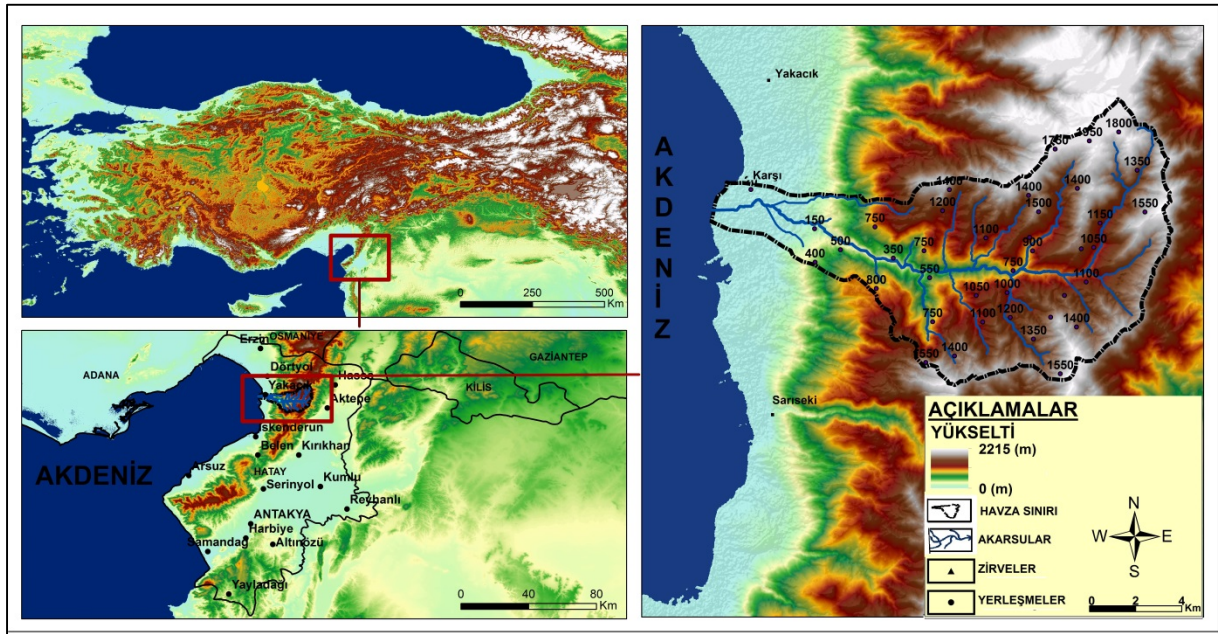 0 250 500
Km
ADANA
Erzin
OSMANİYE
Dörtyol
Hassa
Yakacık
Aktepe
İskenderun
Belen
Kırıkhan
GAZİANTEP
KİLİS
AKDENİZ
Arsuz
HATAY
Serinyol
Kumlu
Reyhanlı
ANTAKYA
Harbiye
Samandağ
Altınözü
Yayladağı
0 40 80
Km
AKDENİZ
Yakacık
Karşı
Sarıseki
1750
1950
1800
1350
1400
1400
1400
1200
1500
1550
150
750
1100
1150
500
350
750
900
1050
400
550
750
1100
800
1050
1000
750
1100
1200
1400
1350
550
1400
1550
AÇIKLAMALAR
YÜKSELTİ
2215 (m)
0 (m)
HAVZA SINIRI
AKARSULAR
ZİRVELER
YERLEŞMELER
N
W E
S
0 2 4
Km